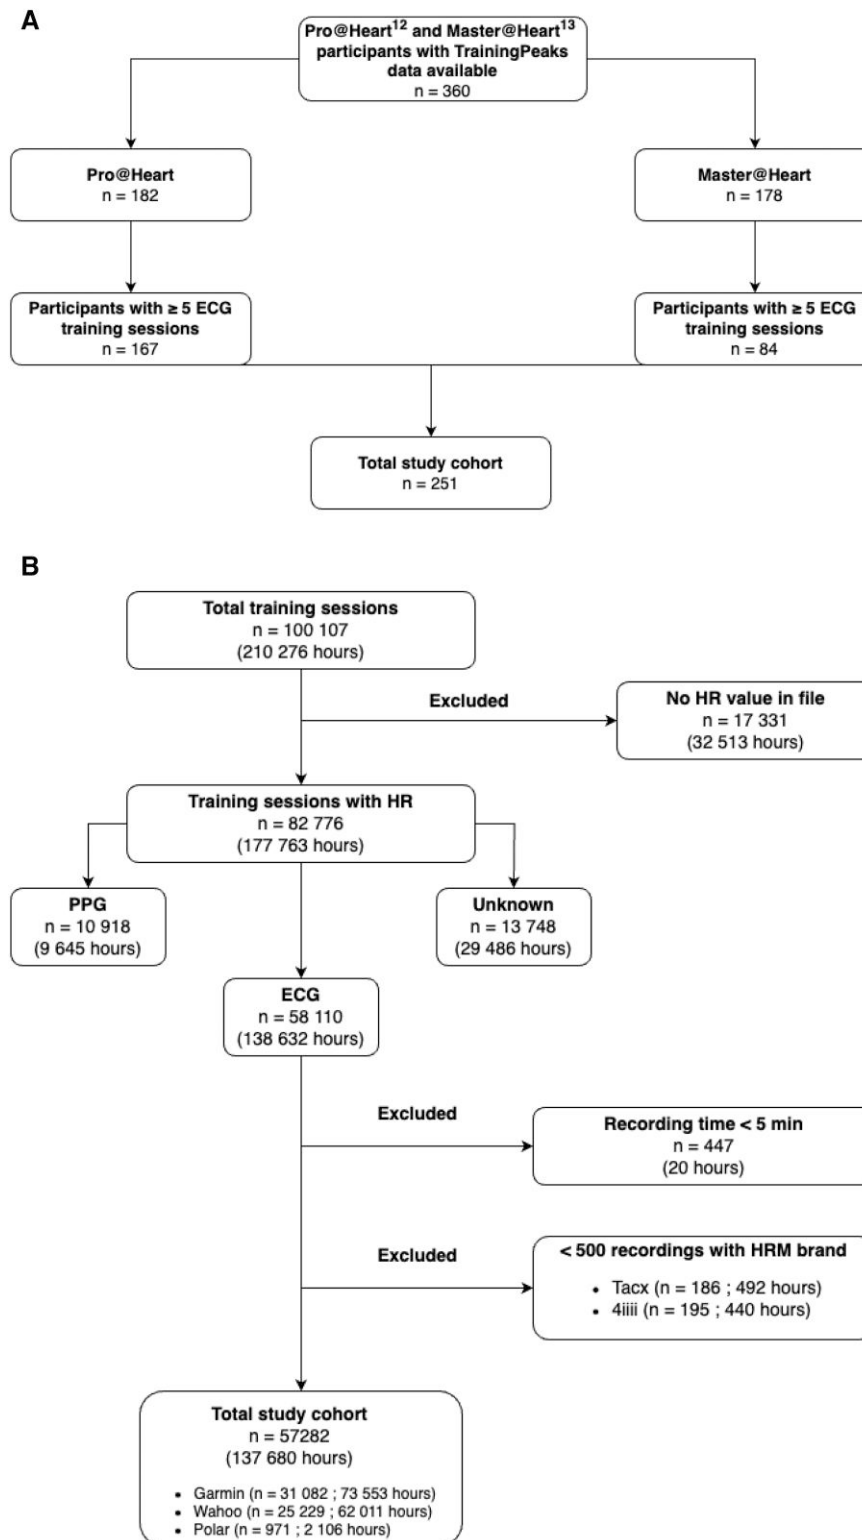 A
Pro@Heart12 and Master@Heart13
participants with TrainingPeaks
data available
n = 360
Pro@Heart
n = 182
Master@Heart
n = 178
Participants with ≥ 5 ECG
training sessions
n = 167
Participants with ≥ 5 ECG
training sessions
n = 84
Total study cohort
n = 251
B
Total training sessions
n = 100 107
(210 276 hours)
Excluded
No HR value in file
n = 17 331
(32 513 hours)
Training sessions with HR
n = 82 776
(177 763 hours)
PPG
n = 10 918
(9 645 hours)
Unknown
n = 13 748
(29 486 hours)
ECG
n = 58 110
(138 632 hours)
Excluded
Recording time < 5 min
n = 447
(20 hours)
Excluded
< 500 recordings with HRM brand
• Tacx (n = 186 ; 492 hours)
• 4iiii (n = 195 ; 440 hours)
Total study cohort
n = 57282
(137 680 hours)
• Garmin (n = 31 082 ; 73 553 hours)
• Wahoo (n = 25 229 ; 62 011 hours)
• Polar (n = 971 ; 2 106 hours)